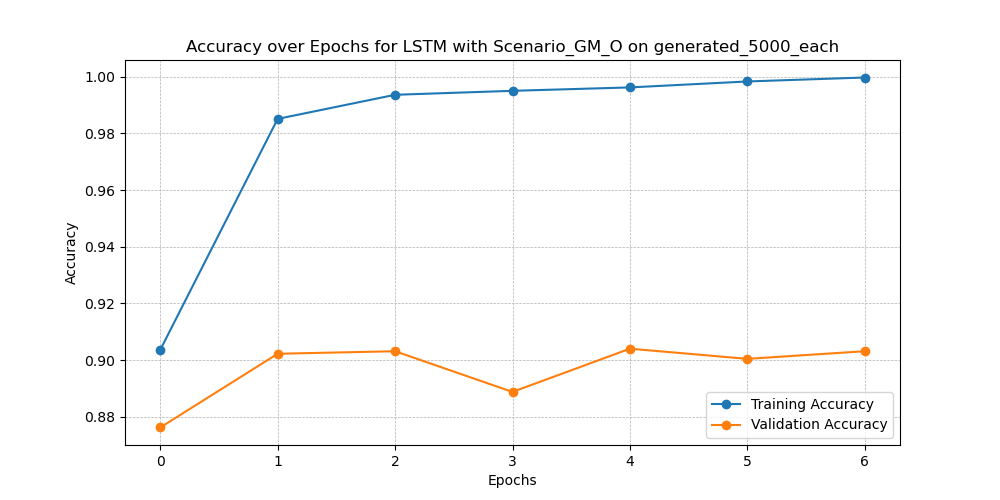 Accuracy over Epochs for LSTM with Scenario_GM_O on generated_5000_each
Accuracy
1.00
0.98
0.96
0.94
0.92
0.90
0.88
Training Accuracy
Validation Accuracy
0 1 2 3 4 5 6
Epochs